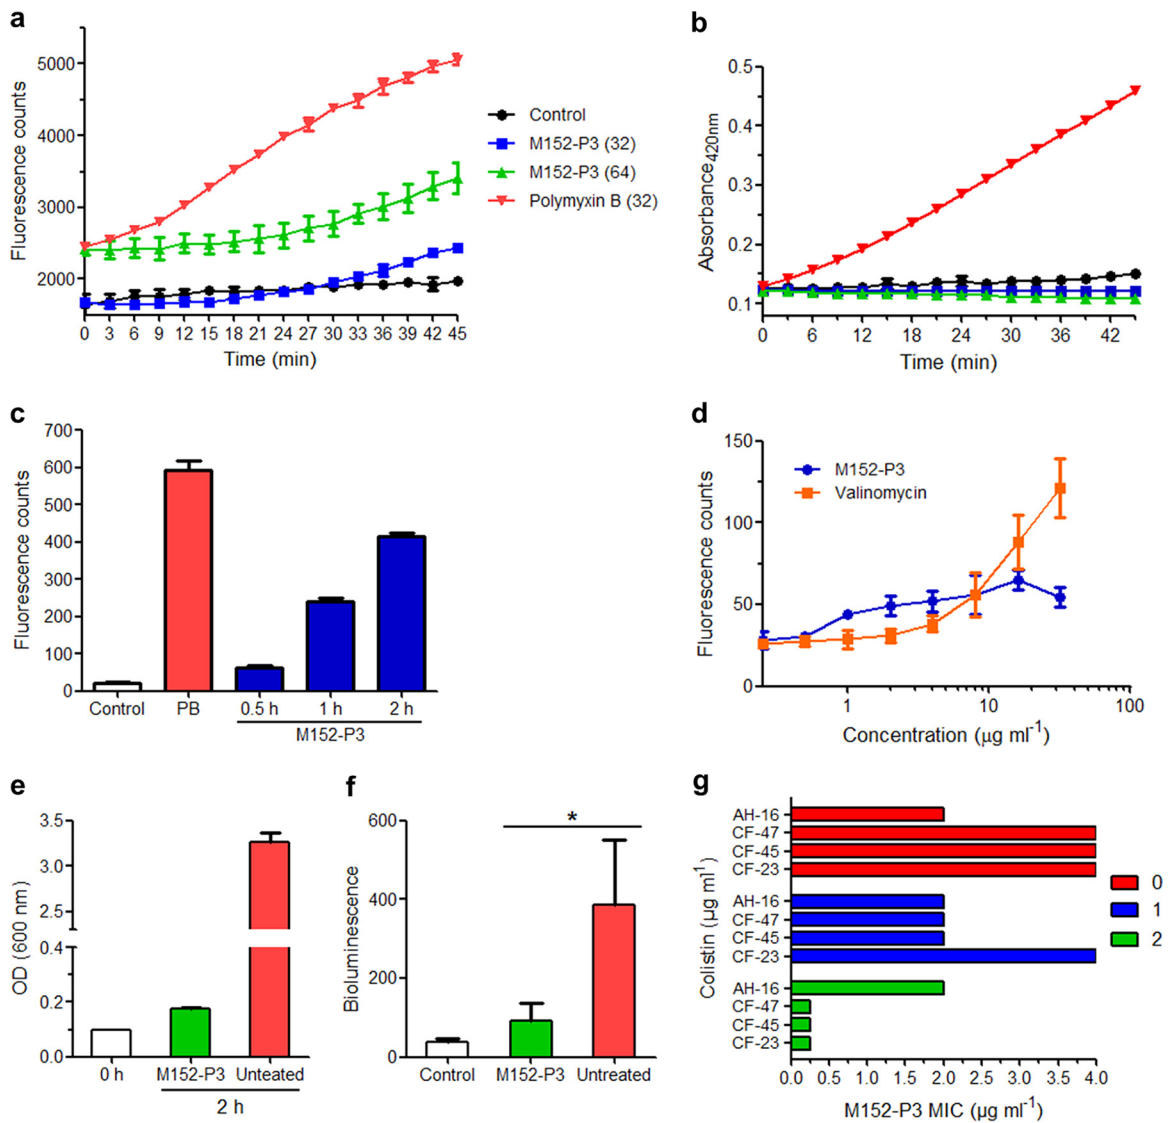 a
Fluorescence counts
5000
4000
3000
2000
0 3 6 9 12 15 18 21 24 27 30 33 36 39 42 45
Time (min)
Control
M152-P3 (32)
M152-P3 (64)
Polymyxin B (32)
b
Absorbance420nm
0.5
0.4
0.3
0.2
0.1
0 6 12 18 24 30 36 42
Time (min)
c
Fluorescence counts
700
600
500
400
300
200
100
0
Control PB 0.5 h 1 h 2 h
M152-P3
d
Fluorescence counts
150
100
50
0
M152-P3
Valinomycin
1 10 100
Concentration (µg ml-1)
e
OD (600 nm)
3.5
3.0
2.5
0.4
0.2
0.0
0 h M152-P3 Unteated
2 h
f
Bioluminescence
600
400
200
0
*
Control M152-P3 Untreated
g
Colistin (µg ml1)
AH-16
CF-47
CF-45
CF-23
AH-16
CF-47
CF-45
CF-23
AH-16
CF-47
CF-45
CF-23
0
1
2
0.0 0.5 1.0 1.5 2.0 2.5 3.0 3.5 4.0
M152-P3 MIC (µg ml-1)